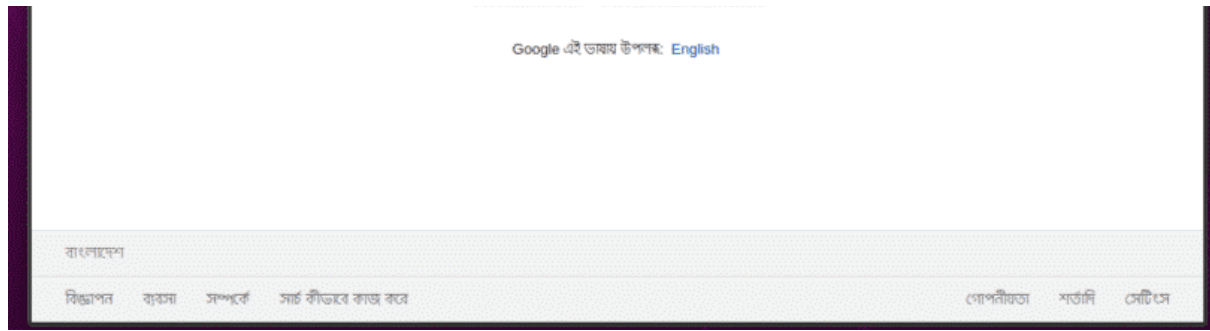 Google এই ভাষায় উপলব্ধ: English
বাংলাদেশ
বিজ্ঞাপন ব্যবসা সম্পর্কে সার্চ কীভাবে কাজ করে গোপনীয়তা শর্তাদি সেটিংস